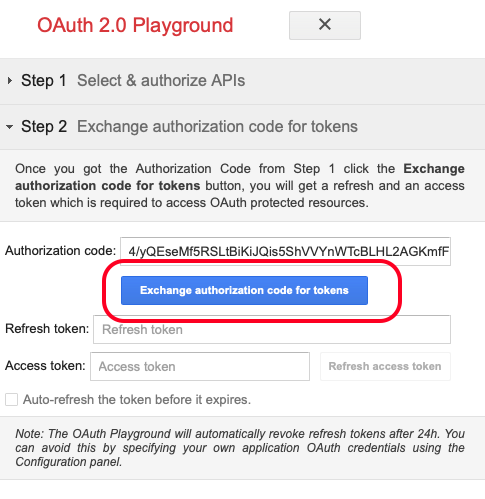 OAuth 2.0 Playground
Step 1 Select & authorize APIs
Step 2 Exchange authorization code for tokens
Once you got the Authorization Code from Step 1 click the Exchange
authorization code for tokens button, you will get a refresh and an access
token which is required to access OAuth protected resources.
Authorization code: 4/yQEseMf5RSLtBiKiJQis5ShVVYnWTcBLHL2AGKmfF
Exchange authorization code for tokens
Refresh token: Refresh token
Access token: Access token Refresh access token
Auto-refresh the token before it expires.
Note: The OAuth Playground will automatically revoke refresh tokens after 24h. You
can avoid this by specifying your own application OAuth credentials using the
Configuration panel.